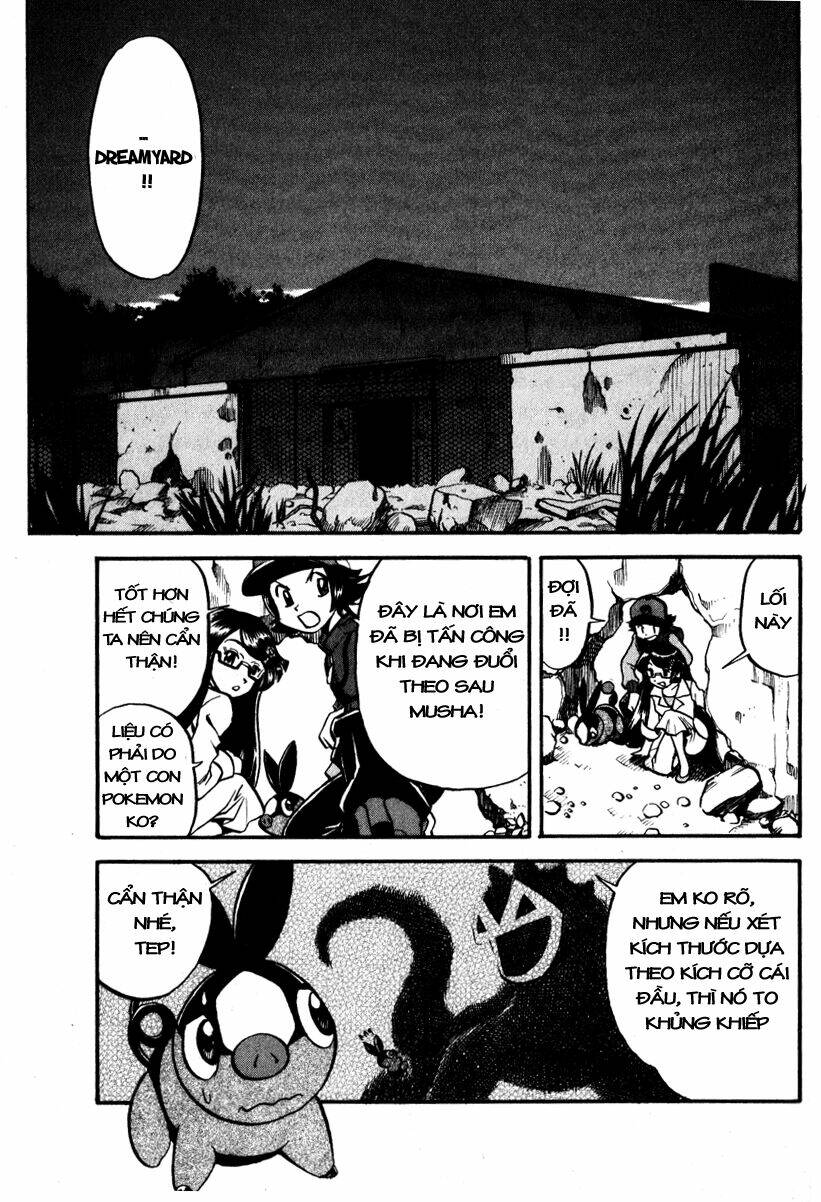 ...
DREAMYARD
!!
LỐI
NÀY
ĐỢI
ĐÃ
!!
ĐÂY LÀ NƠI EM
ĐÃ BỊ TẤN CÔNG
KHI ĐANG ĐUỔI
THEO SAU
MUSHA!
TỐT HƠN
HẾT CHÚNG
TA NÊN CẨN
THẬN!
LIỆU CÓ
PHẢI DO
MỘT CON
POKEMON
KO?
EM KO RÕ,
NHƯNG NẾU XÉT
KÍCH THƯỚC DỰA
THEO KÍCH CỠ CÁI
ĐẦU, THÌ NÓ TO
KHỦNG KHIẾP
CẨN THẬN
NHÉ,
TEP!